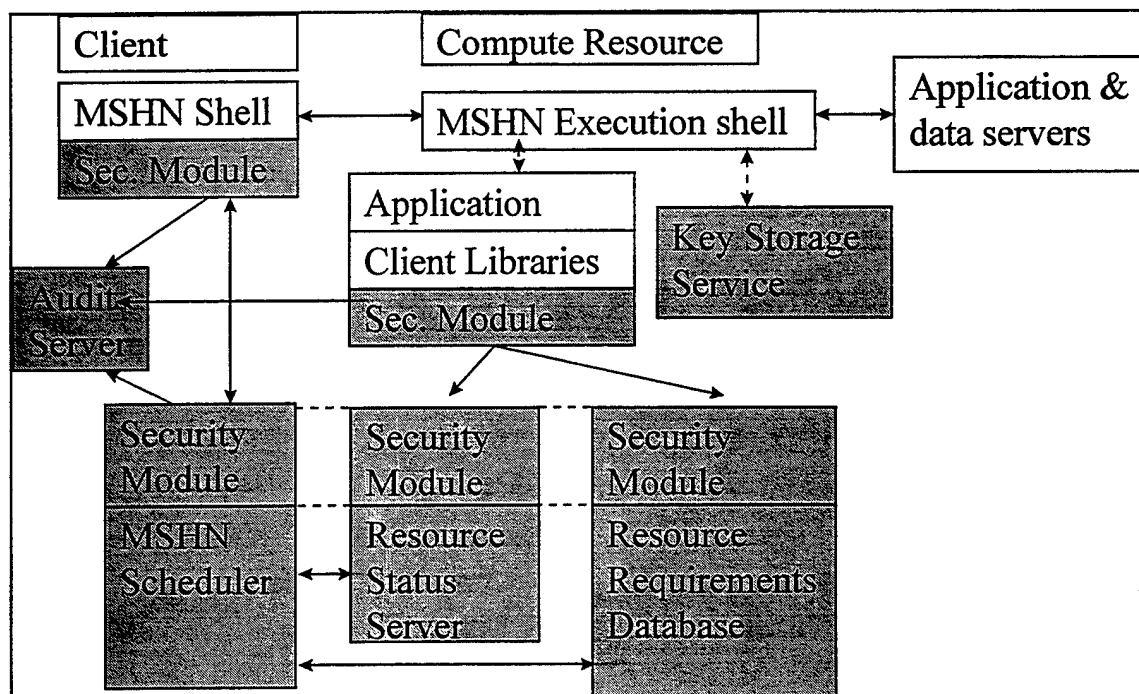 Client
Compute Resource
MSHN Shell
Sec. Module
MSHN Execution shell
Application &
data servers
Application
Client Libraries
Sec. Module
Key Storage
Service
Audit
Server
Security
Module
MSHN
Scheduler
Security
Module
Resource
Status
Server
Security
Module
Resource
Requirements
Database